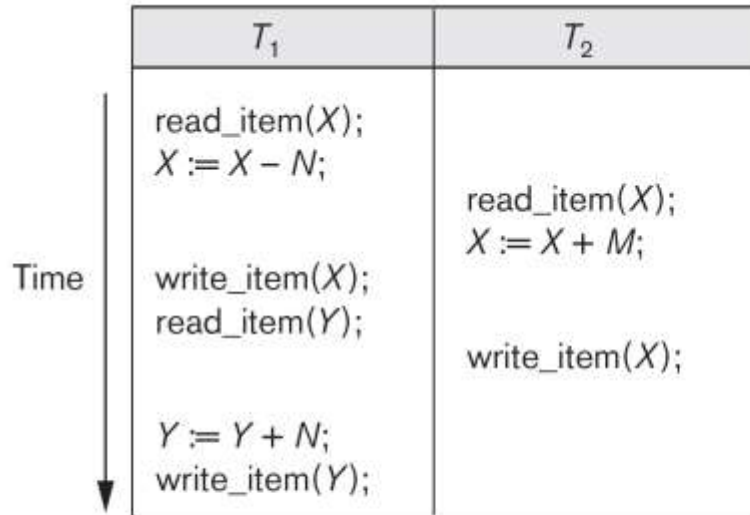 T₁ T₂
read_item(X);
X := X – N;
read_item(X);
X := X + M;
Time
write_item(X);
read_item(Y);
write_item(X);
Y := Y + N;
write_item(Y);